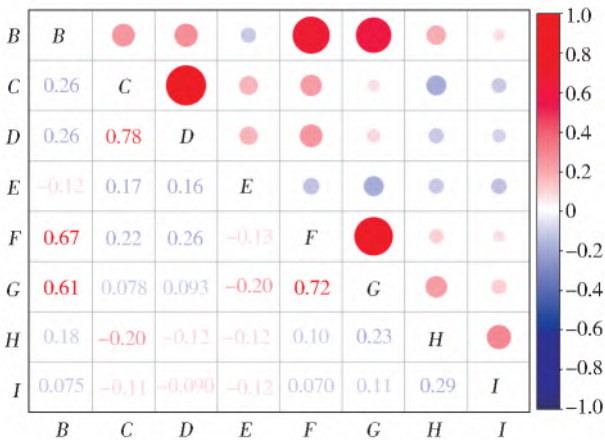 B B 1.0
C 0.26 C 0.8
D 0.26 0.78 D 0.6
E −0.12 0.17 0.16 E 0.4
F 0.67 0.22 0.26 −0.13 F 0.2
G 0.61 0.078 0.093 −0.20 0.72 G 0
H 0.18 −0.20 −0.12 −0.12 0.10 0.23 H −0.2
I 0.075 −0.11 −0.090 −0.12 0.070 0.11 0.29 I −0.4
−0.6
−0.8
−1.0
B C D E F G H I